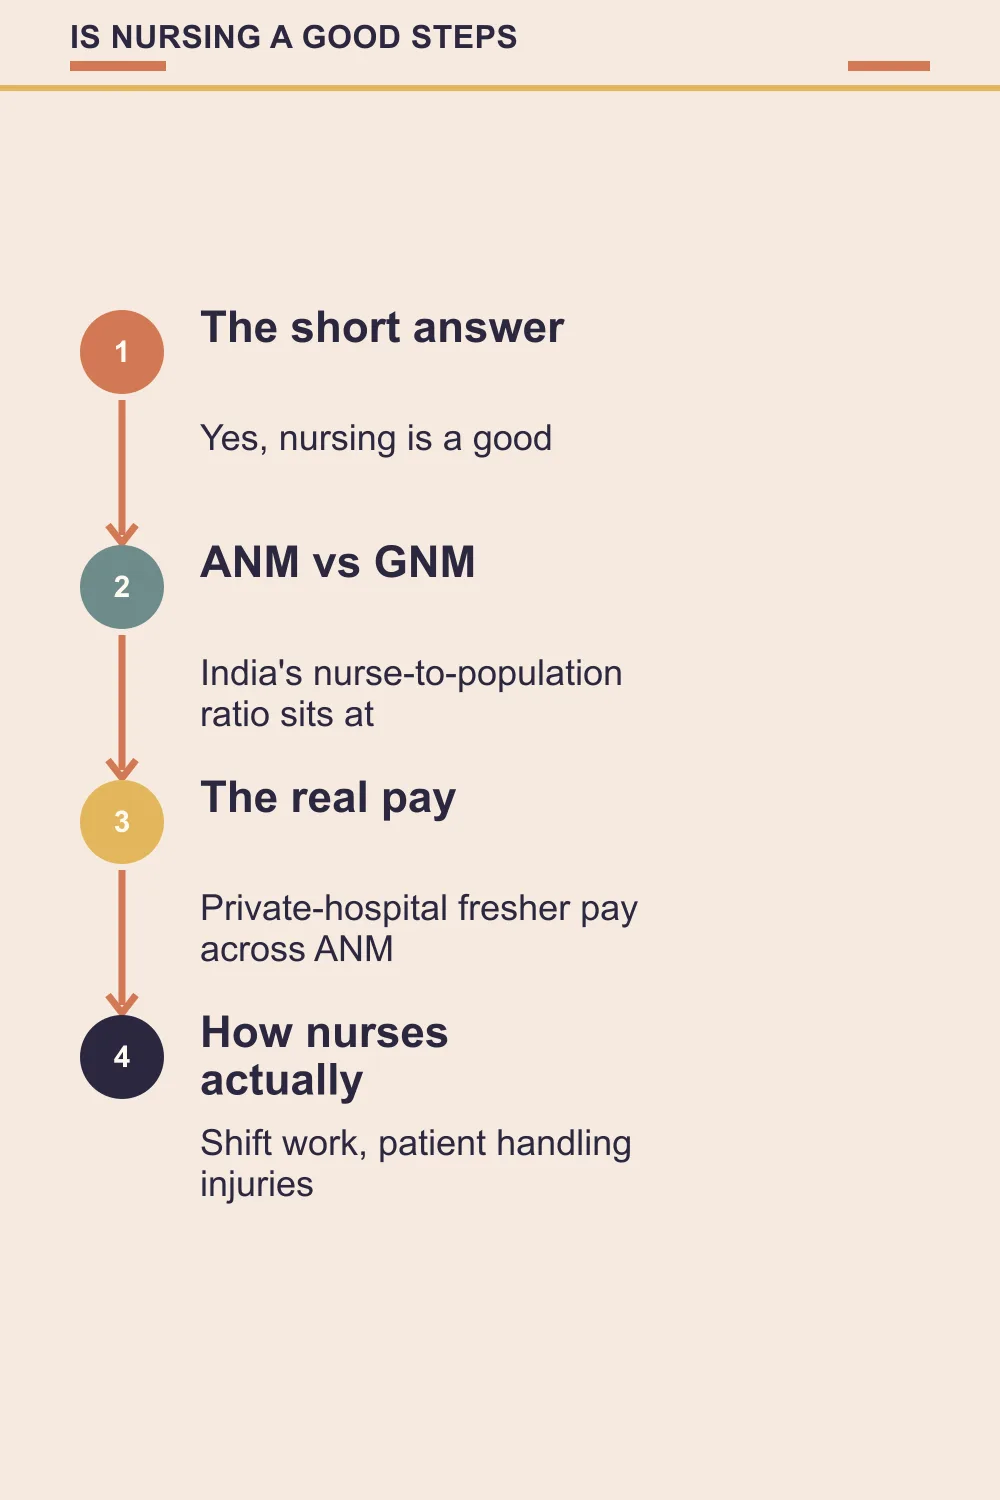 IS NURSING A GOOD STEPS
1
The short answer
Yes, nursing is a good
2
ANM vs GNM
India's nurse-to-population
ratio sits at
3
The real pay
Private-hospital fresher pay
across ANM
4
How nurses
actually
Shift work, patient handling
injuries